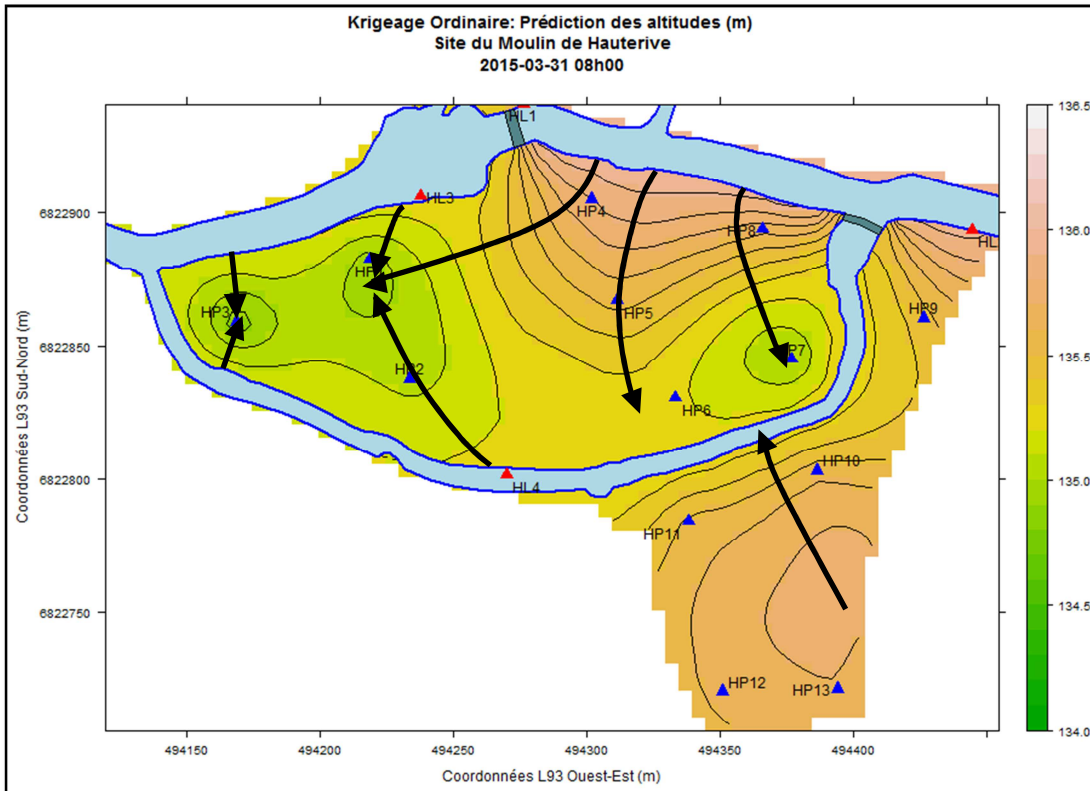 Krigeage Ordinaire: Prédiction des altitudes (m)
Site du Moulin de Hauterive
2015-03-31 08h00
136.5
136.0
135.5
135.0
134.5
134.0
HL1
HL3
HP4
HP8
HL
HP5
HP9
HP3
HP2
HP6
HL4
HP10
HP11
HP12
HP13
6822900
6822850
6822800
6822750
Coordonnées L93 Sud-Nord (m)
494150
494200
494250
494300
494350
494400
Coordonnées L93 Ouest-Est (m)